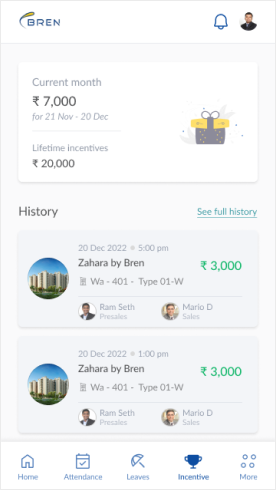 BREN
Current month
₹ 7,000
for 21 Nov - 20 Dec
Lifetime incentives
₹ 20,000
History
See full history
20 Dec 2022 5:00 pm
Zahara by Bren
₹ 3,000
Wa - 401 - Type 01-W
Ram Seth
Mario D
Presales
Sales
20 Dec 2022 1:00 pm
Zahara by Bren
₹ 3,000
Wa - 401 - Type 01-W
Ram Seth
Mario D
Presales
Sales
Home
Attendance
Leaves
Incentive
More